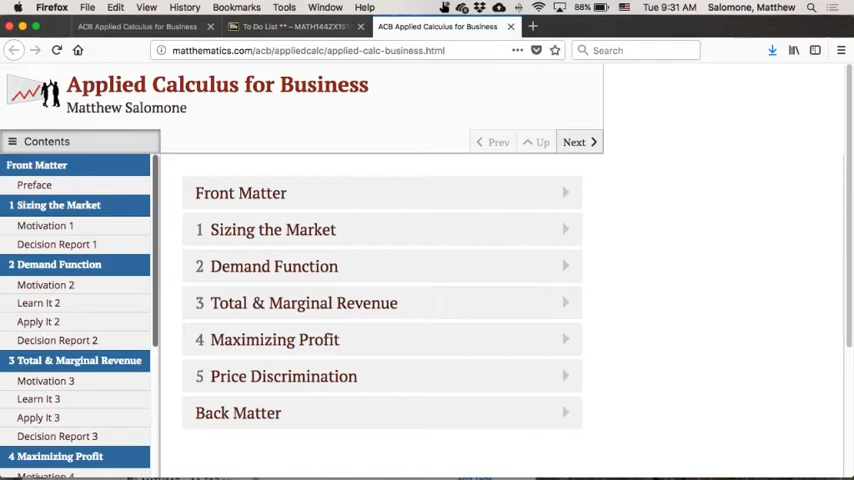 Firefox File Edit View History Bookmarks Tools Window Help 88% Tue 9:31 AM Salomone, Matthew
ACB Applied Calculus for Business
To Do List ** – MATH144ZX1S1
ACB Applied Calculus for Business
matthematics.com/acb/appliedcalc/applied-calc-business.html
Search
Applied Calculus for Business
Matthew Salomone
Contents
Prev Up Next
Front Matter
Preface
1 Sizing the Market
Motivation 1
Decision Report 1
2 Demand Function
Motivation 2
Learn It 2
Apply It 2
Decision Report 2
3 Total & Marginal Revenue
Motivation 3
Learn It 3
Apply It 3
Decision Report 3
4 Maximizing Profit
Motivation 4
Front Matter
1 Sizing the Market
2 Demand Function
3 Total & Marginal Revenue
4 Maximizing Profit
5 Price Discrimination
Back Matter